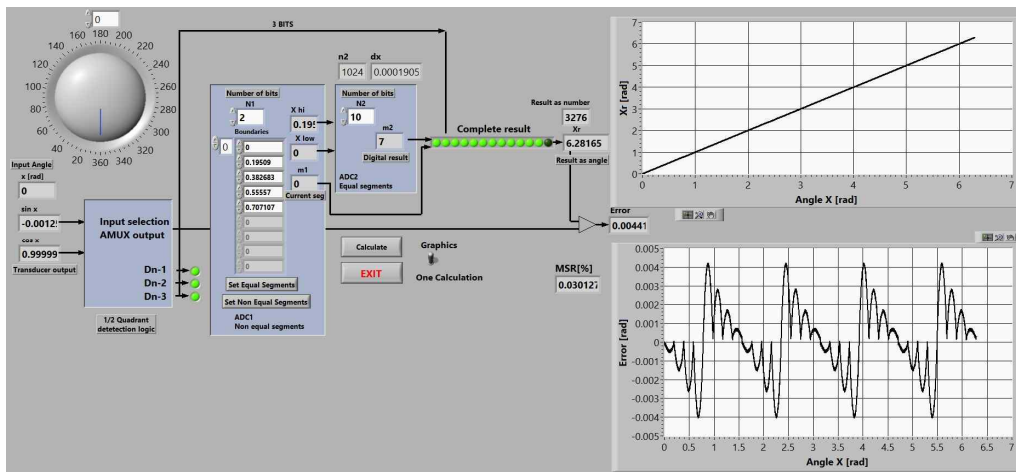 0
160 180 200
140 220
120 240
100 260
80 280
60 300
40 320
20 360
Input Angle
x [rad]
0
sin x
-0.0012
cos x
0.99999
Transducer output
Input selection
AMUX output
Dn-1
Dn-2
Dn-3
1/2 Quadrant
detetection logic
3 BITS
Number of bits
N1
2
Boundaries
0
0
0.19509
0.382683
0.55557
0.707107
0
0
0
0
Set Equal Segments
Set Non Equal Segments
ADC1
Non equal segments
X hi
0.195
X low
0
m1
0
Current seg
n2 dx
1024 0.0001905
Number of bits
N2
10
m2
7
Digital result
ADC2
Equal segments
Complete result
Result as number
3276
Xr
6.28165
Result as angle
Calculate
EXIT
Graphics
One Calculation
Error
0.00441
MSR[%]
0.030127
Xr [rad]
7
6
5
4
3
2
1
0
0 1 2 3 4 5 6 7
Angle X [rad]
Error [rad]
0.005
0.004
0.003
0.002
0.001
0
-0.001
-0.002
-0.003
-0.004
-0.005
0 0.5 1 1.5 2 2.5 3 3.5 4 4.5 5 5.5 6 6.5 7
Angle X [rad]